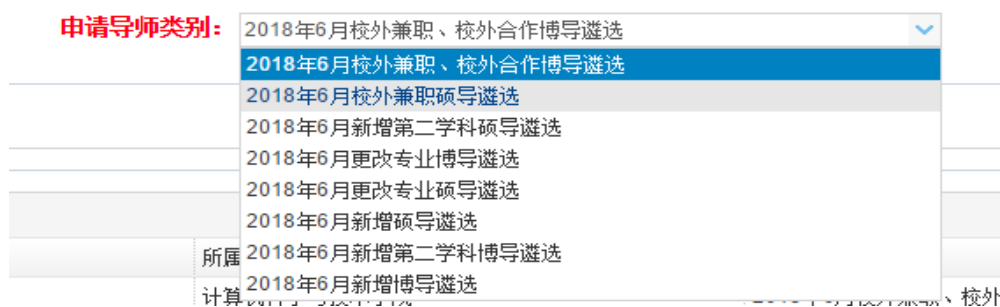 申请导师类别：
2018年6月校外兼职、校外合作博导遴选
2018年6月校外兼职、校外合作博导遴选
2018年6月校外兼职硕导遴选
2018年6月新增第二学科硕导遴选
2018年6月更改专业博导遴选
2018年6月更改专业硕导遴选
2018年6月新增硕导遴选
2018年6月新增第二学科博导遴选
2018年6月新增博导遴选
所属
计算
、校外